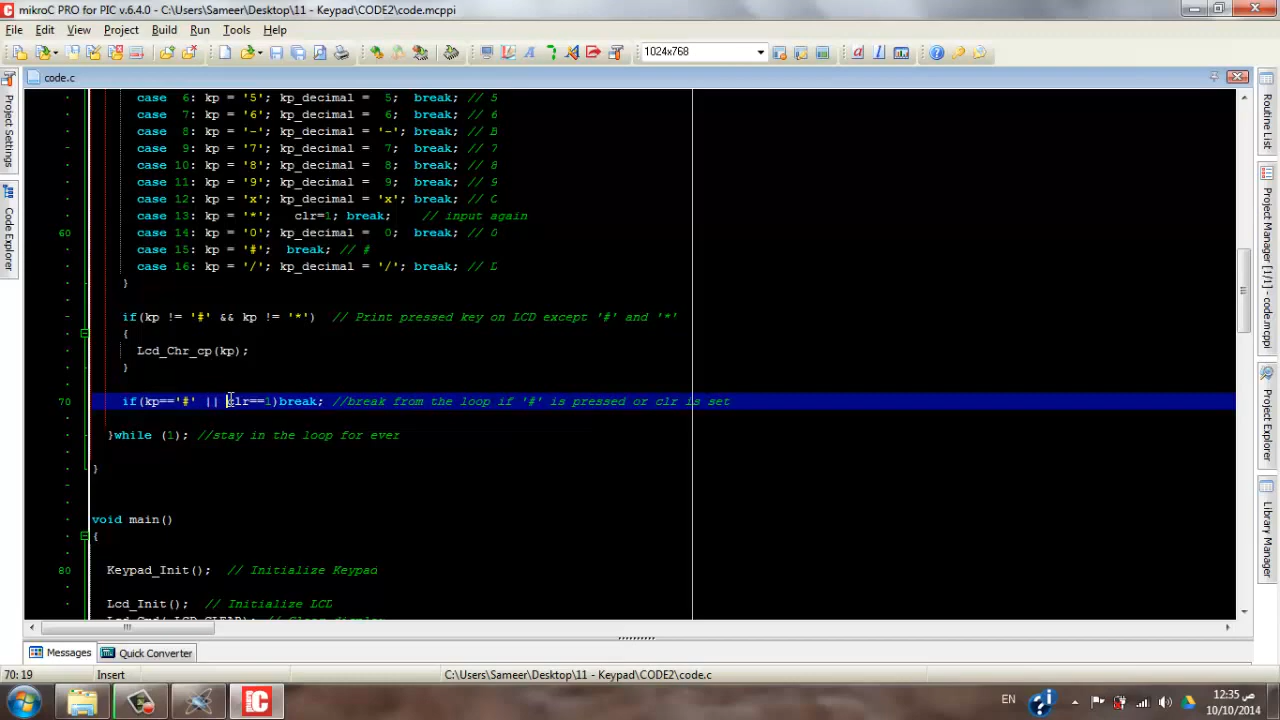 mikroC PRO for PIC v.6.4.0 - C:\Users\Sameer\Desktop\11 - Keypad\CODE2\code.mcppi
File Edit View Project Build Run Tools Help
1024x768
code.c
case 6: kp = '5'; kp_decimal = 5; break; // 5
case 7: kp = '6'; kp_decimal = 6; break; // 6
case 8: kp = '-'; kp_decimal = '-'; break; // B
case 9: kp = '7'; kp_decimal = 7; break; // 7
case 10: kp = '8'; kp_decimal = 8; break; // 8
case 11: kp = '9'; kp_decimal = 9; break; // 9
case 12: kp = 'x'; kp_decimal = 'x'; break; // C
case 13: kp = '*'; clr=1; break; // input again
60 case 14: kp = '0'; kp_decimal = 0; break; // 0
case 15: kp = '#'; break; // #
case 16: kp = '/'; kp_decimal = '/'; break; // D
}
if(kp != '#' && kp != '*') // Print pressed key on LCD except '#' and '*'
{
Lcd_Chr_cp(kp);
}
70 if(kp=='#' || clr==1)break; //break from the loop if '#' is pressed or clr is set
}while (1); //stay in the loop for ever
}
void main()
{
80 Keypad_Init(); // Initialize Keypad
Lcd_Init(); // Initialize LCD
Lcd_Cmd(_LCD_CLEAR); // Clear display
Project Settings
Code Explorer
Routine List
Project Manager [1/1] - code.mcppi
Project Explorer
Library Manager
Messages Quick Converter
70:19 Insert C:\Users\Sameer\Desktop\11 - Keypad\CODE2\code.c
EN
12:35 ص
10/10/2014